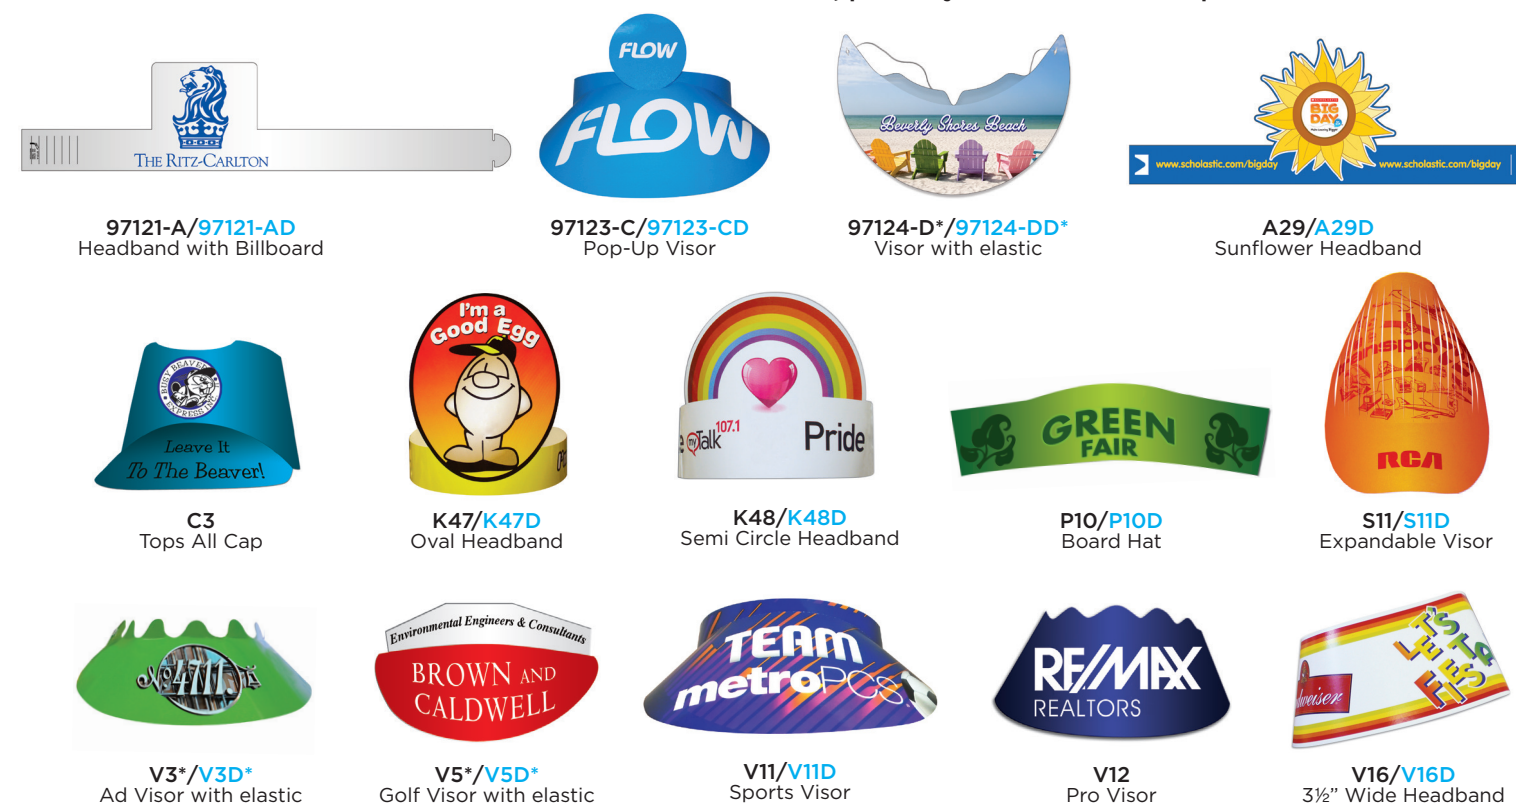 THE RITZ-CARLTON
FLOW
FLOW
Beverly Shores Beach
SCHOLASTIC
BIG
DAY
www.scholastic.com/bigday
www.scholastic.com/bigday
97121-A/97121-AD
Headband with Billboard
97123-C/97123-CD
Pop-Up Visor
97124-D*/97124-DD*
Visor with elastic
A29/A29D
Sunflower Headband
BUSY BEAVER
EXPRESS INC
Leave It
To The Beaver!
I'm a
Good Egg
e myTalk 107.1
Pride
GREEN
FAIR
RCA
C3
Tops All Cap
K47/K47D
Oval Headband
K48/K48D
Semi Circle Headband
P10/P10D
Board Hat
S11/S11D
Expandable Visor
No 4711
Environmental Engineers & Consultants
BROWN AND
CALDWELL
TEAM
metroPCS
RE/MAX
REALTORS
dweiser
LET'S
FIESTA
V3*/V3D*
Ad Visor with elastic
V5*/V5D*
Golf Visor with elastic
V11/V11D
Sports Visor
V12
Pro Visor
V16/V16D
3½” Wide Headband